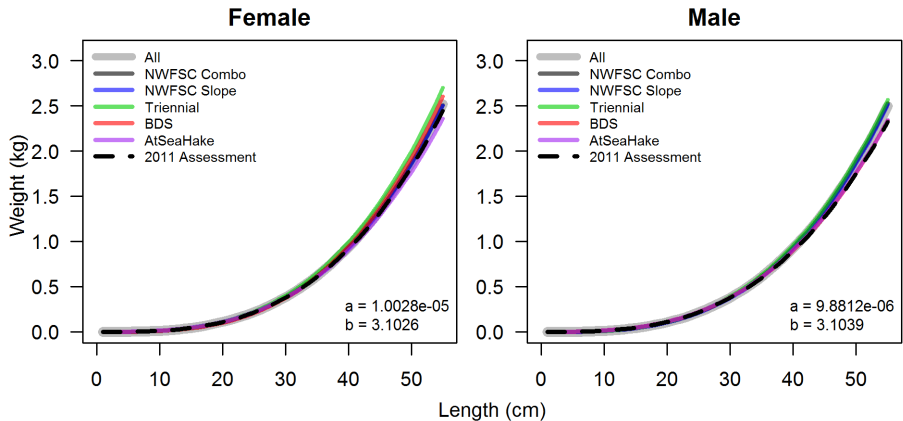 Female
Weight (kg)
3.0
2.5
2.0
1.5
1.0
0.5
0.0
All
NWFSC Combo
NWFSC Slope
Triennial
BDS
AtSeaHake
2011 Assessment
a = 1.0028e-05
b = 3.1026
0 10 20 30 40 50
Male
3.0
2.5
2.0
1.5
1.0
0.5
0.0
All
NWFSC Combo
NWFSC Slope
Triennial
BDS
AtSeaHake
2011 Assessment
a = 9.8812e-06
b = 3.1039
0 10 20 30 40 50
Length (cm)